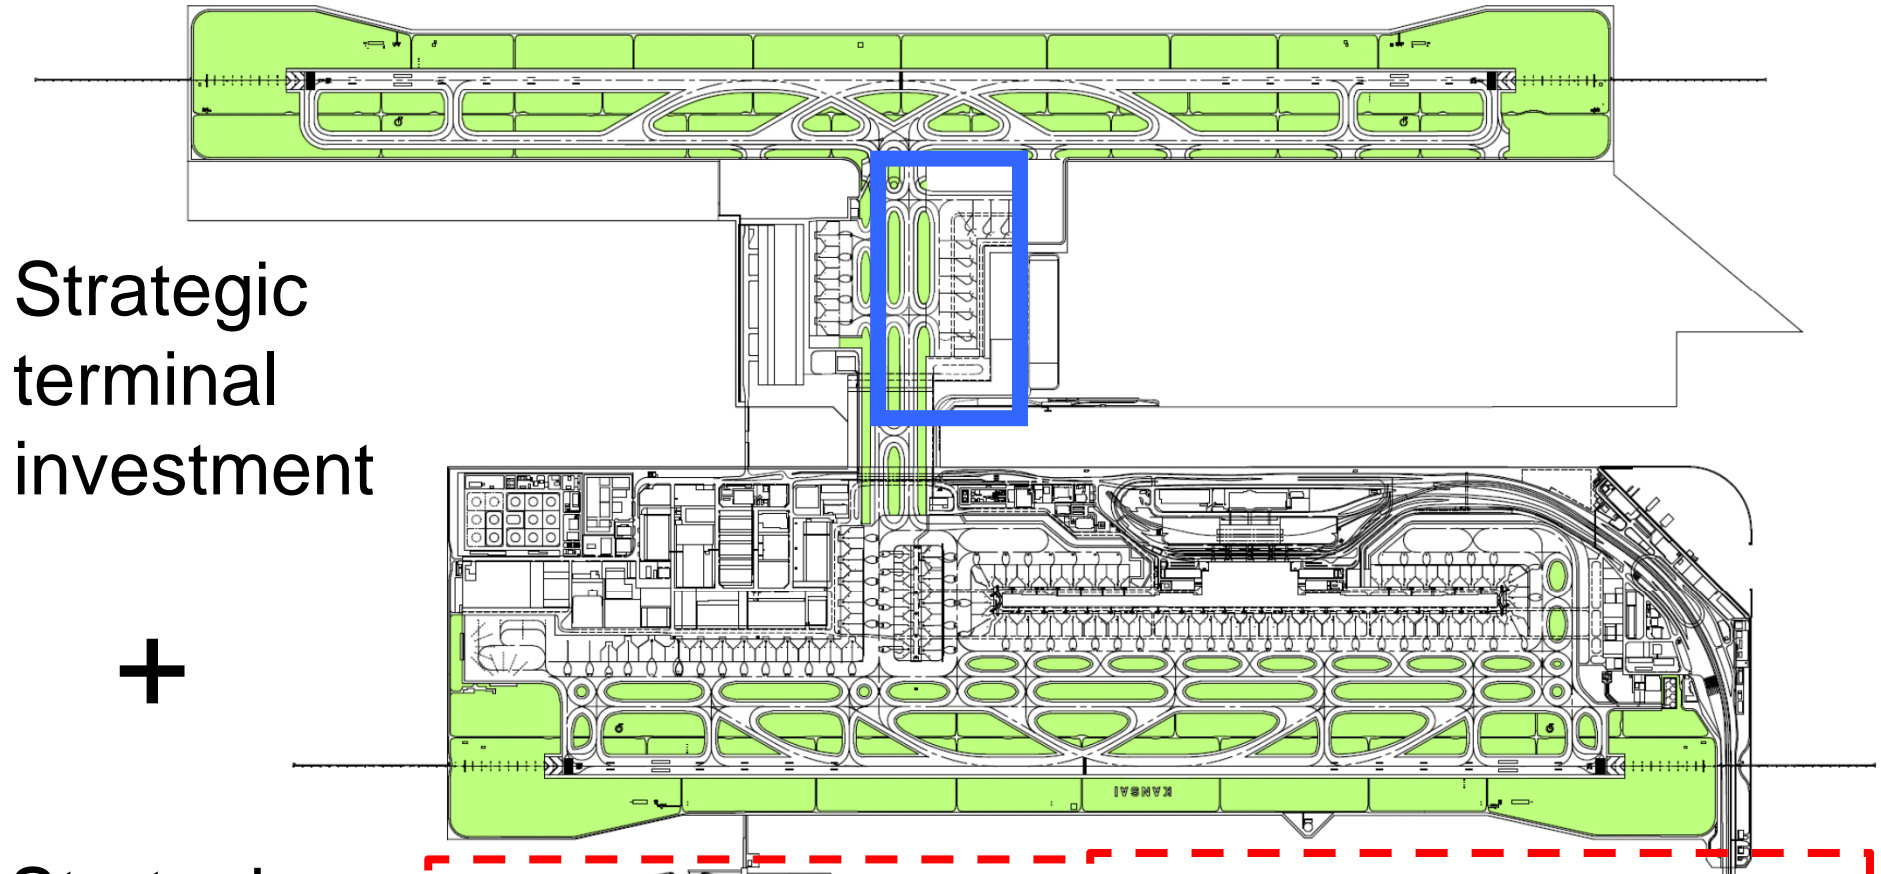 Strategic
terminal
investment
+
KANSAI